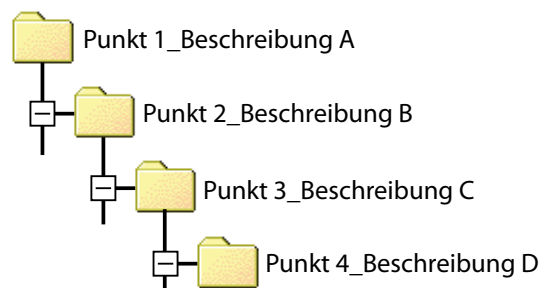 Punkt 1_Beschreibung A
Punkt 2_Beschreibung B
Punkt 3_Beschreibung C
Punkt 4_Beschreibung D